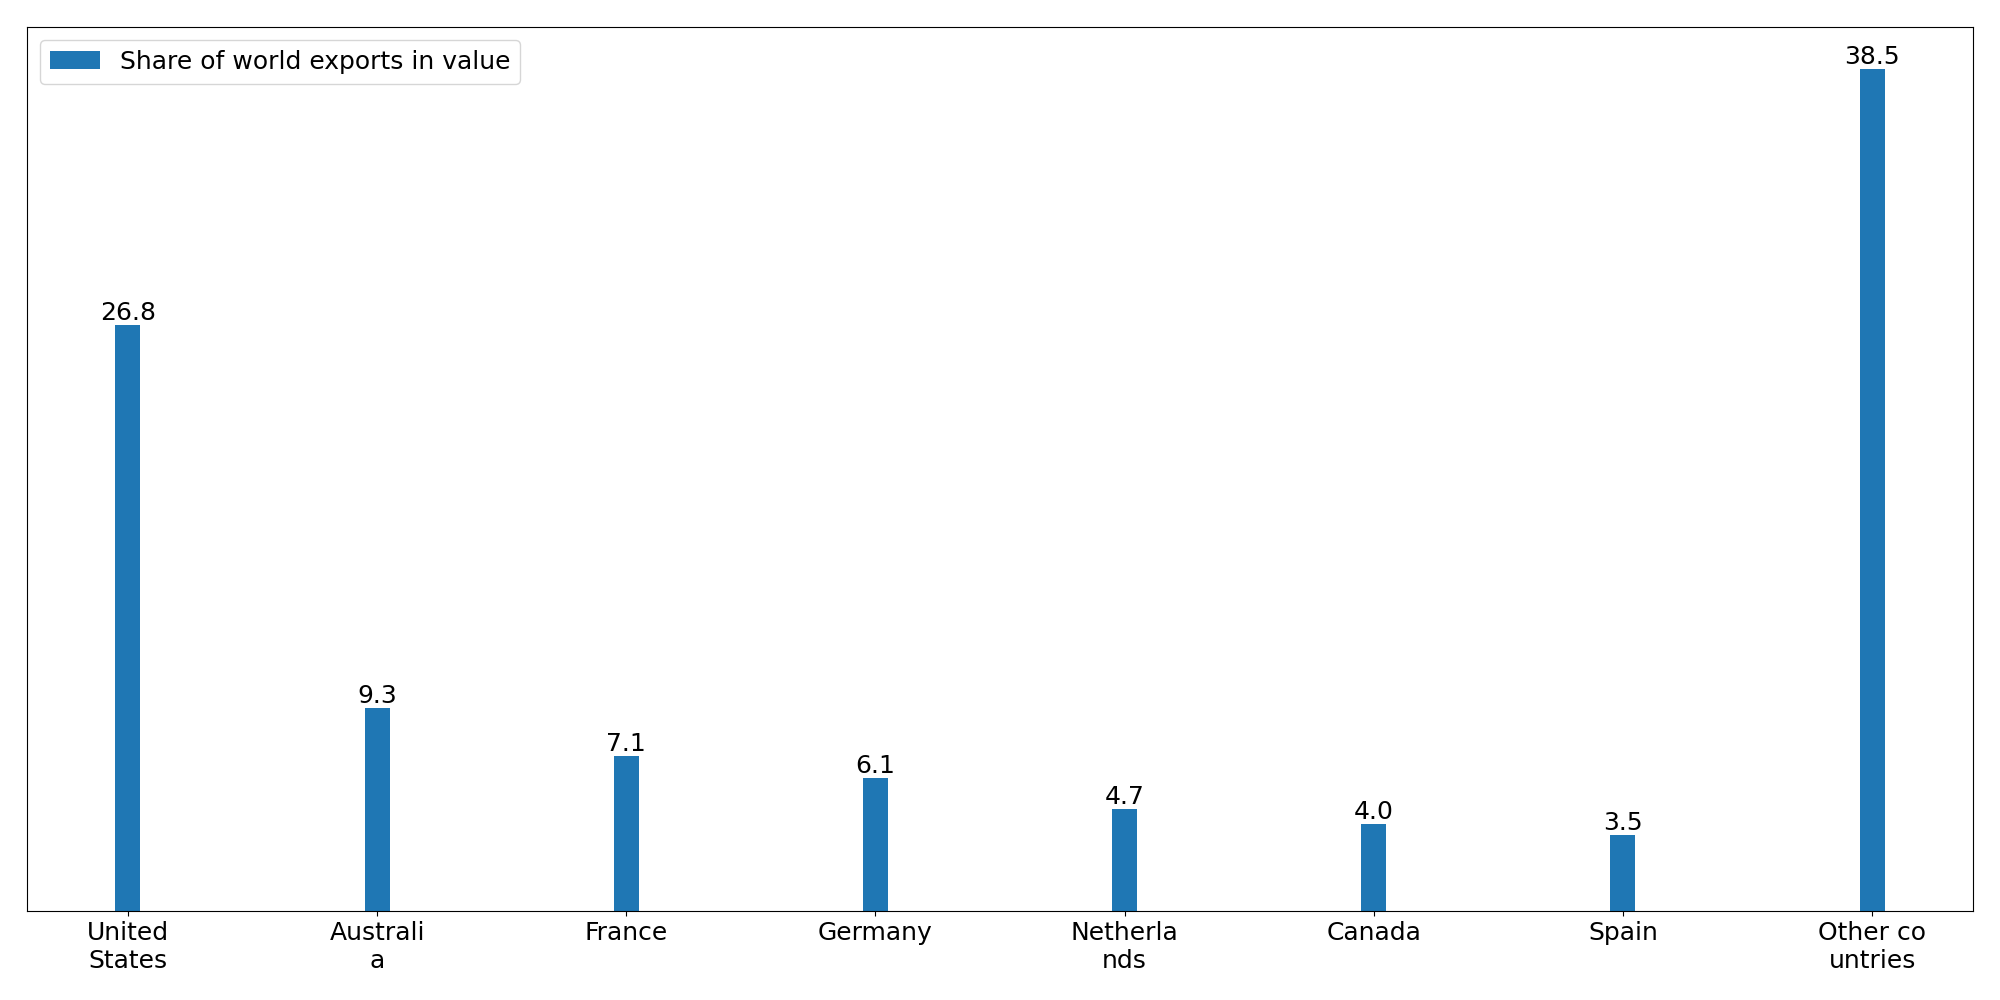 Share of world exports in value
38.5
26.8
9.3
7.1
6.1
4.7
4.0
3.5
United
States
Australi
a
France
Germany
Netherla
nds
Canada
Spain
Other co
untries